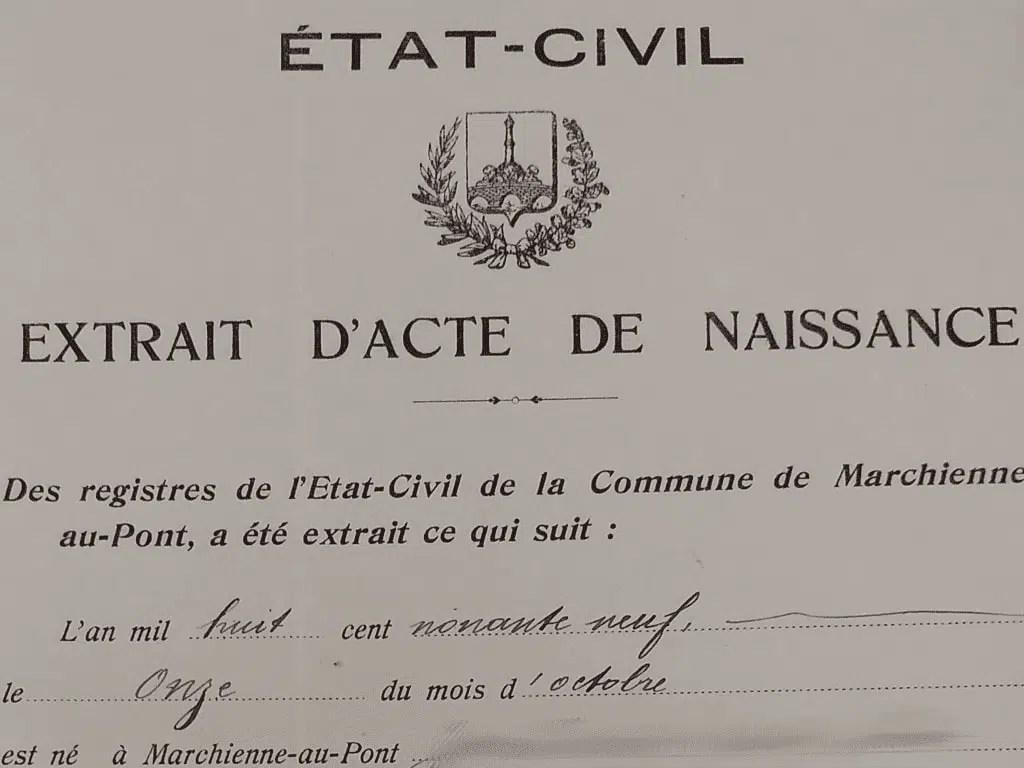 ÉTAT-CIVIL
EXTRAIT D'ACTE DE NAISSANCE
Des registres de l'Etat-Civil de la Commune de Marchienne
au-Pont, a été extrait ce qui suit :
L'an mil huit cent nonante neuf,
le Onze du mois d'octobre
est né à Marchienne-au-Pont